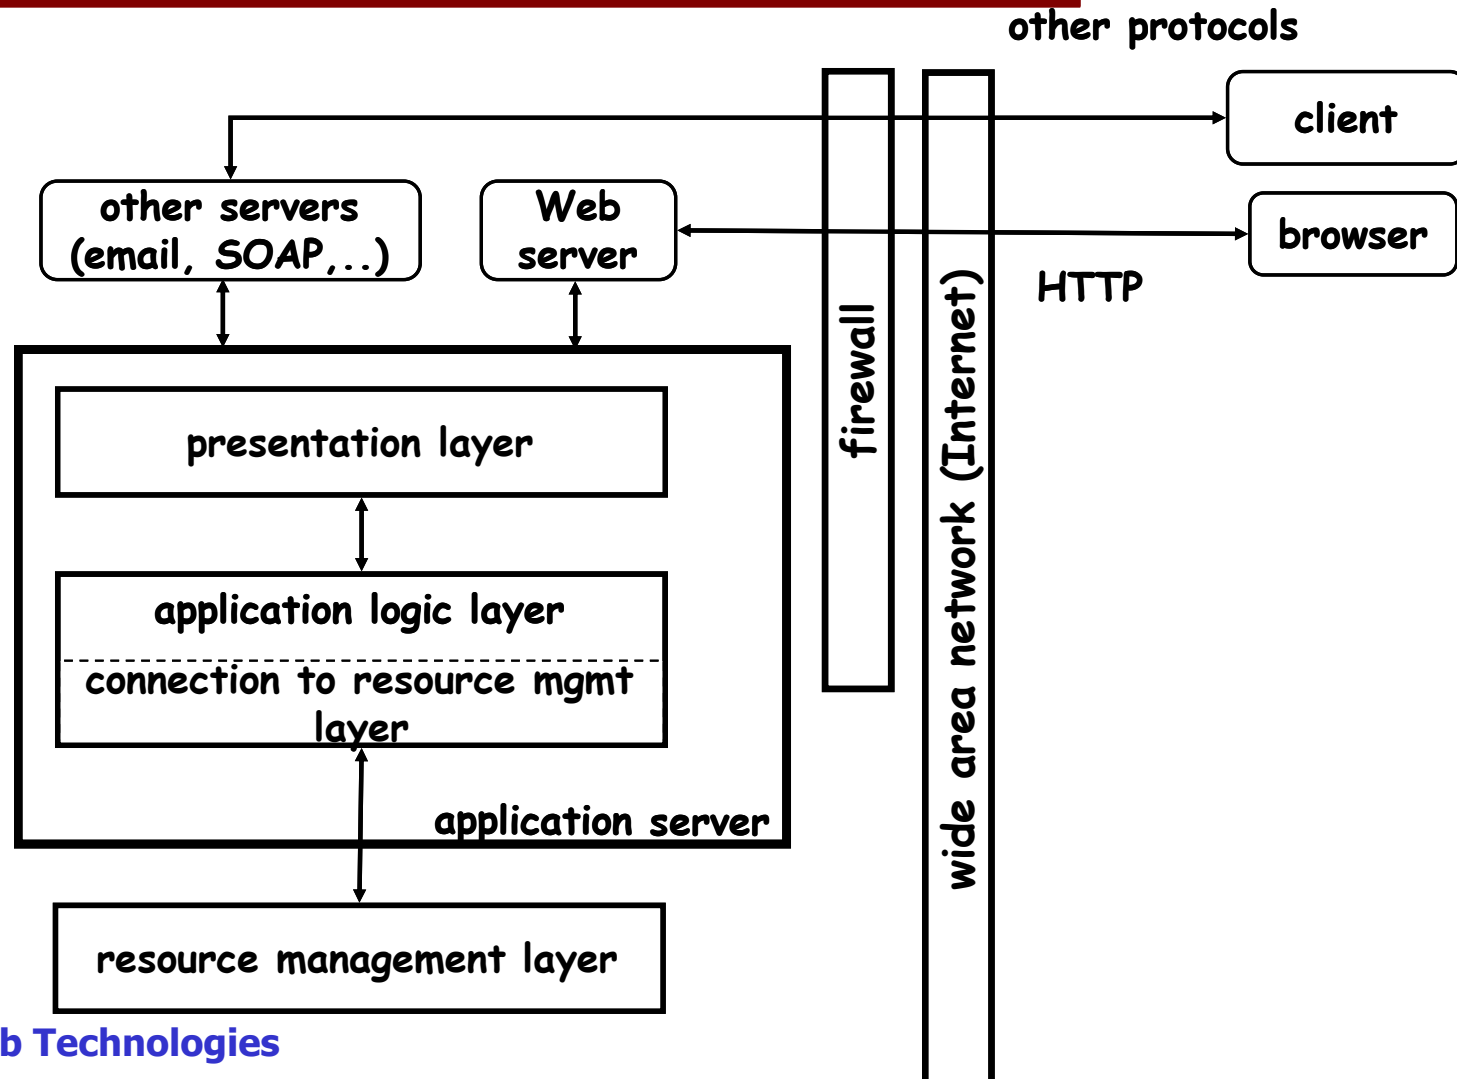 other protocols
client
other servers
(email, SOAP,..)
Web
server
browser
HTTP
firewall
wide area network (Internet)
presentation layer
application logic layer
connection to resource mgmt
layer
application server
resource management layer
b Technologies